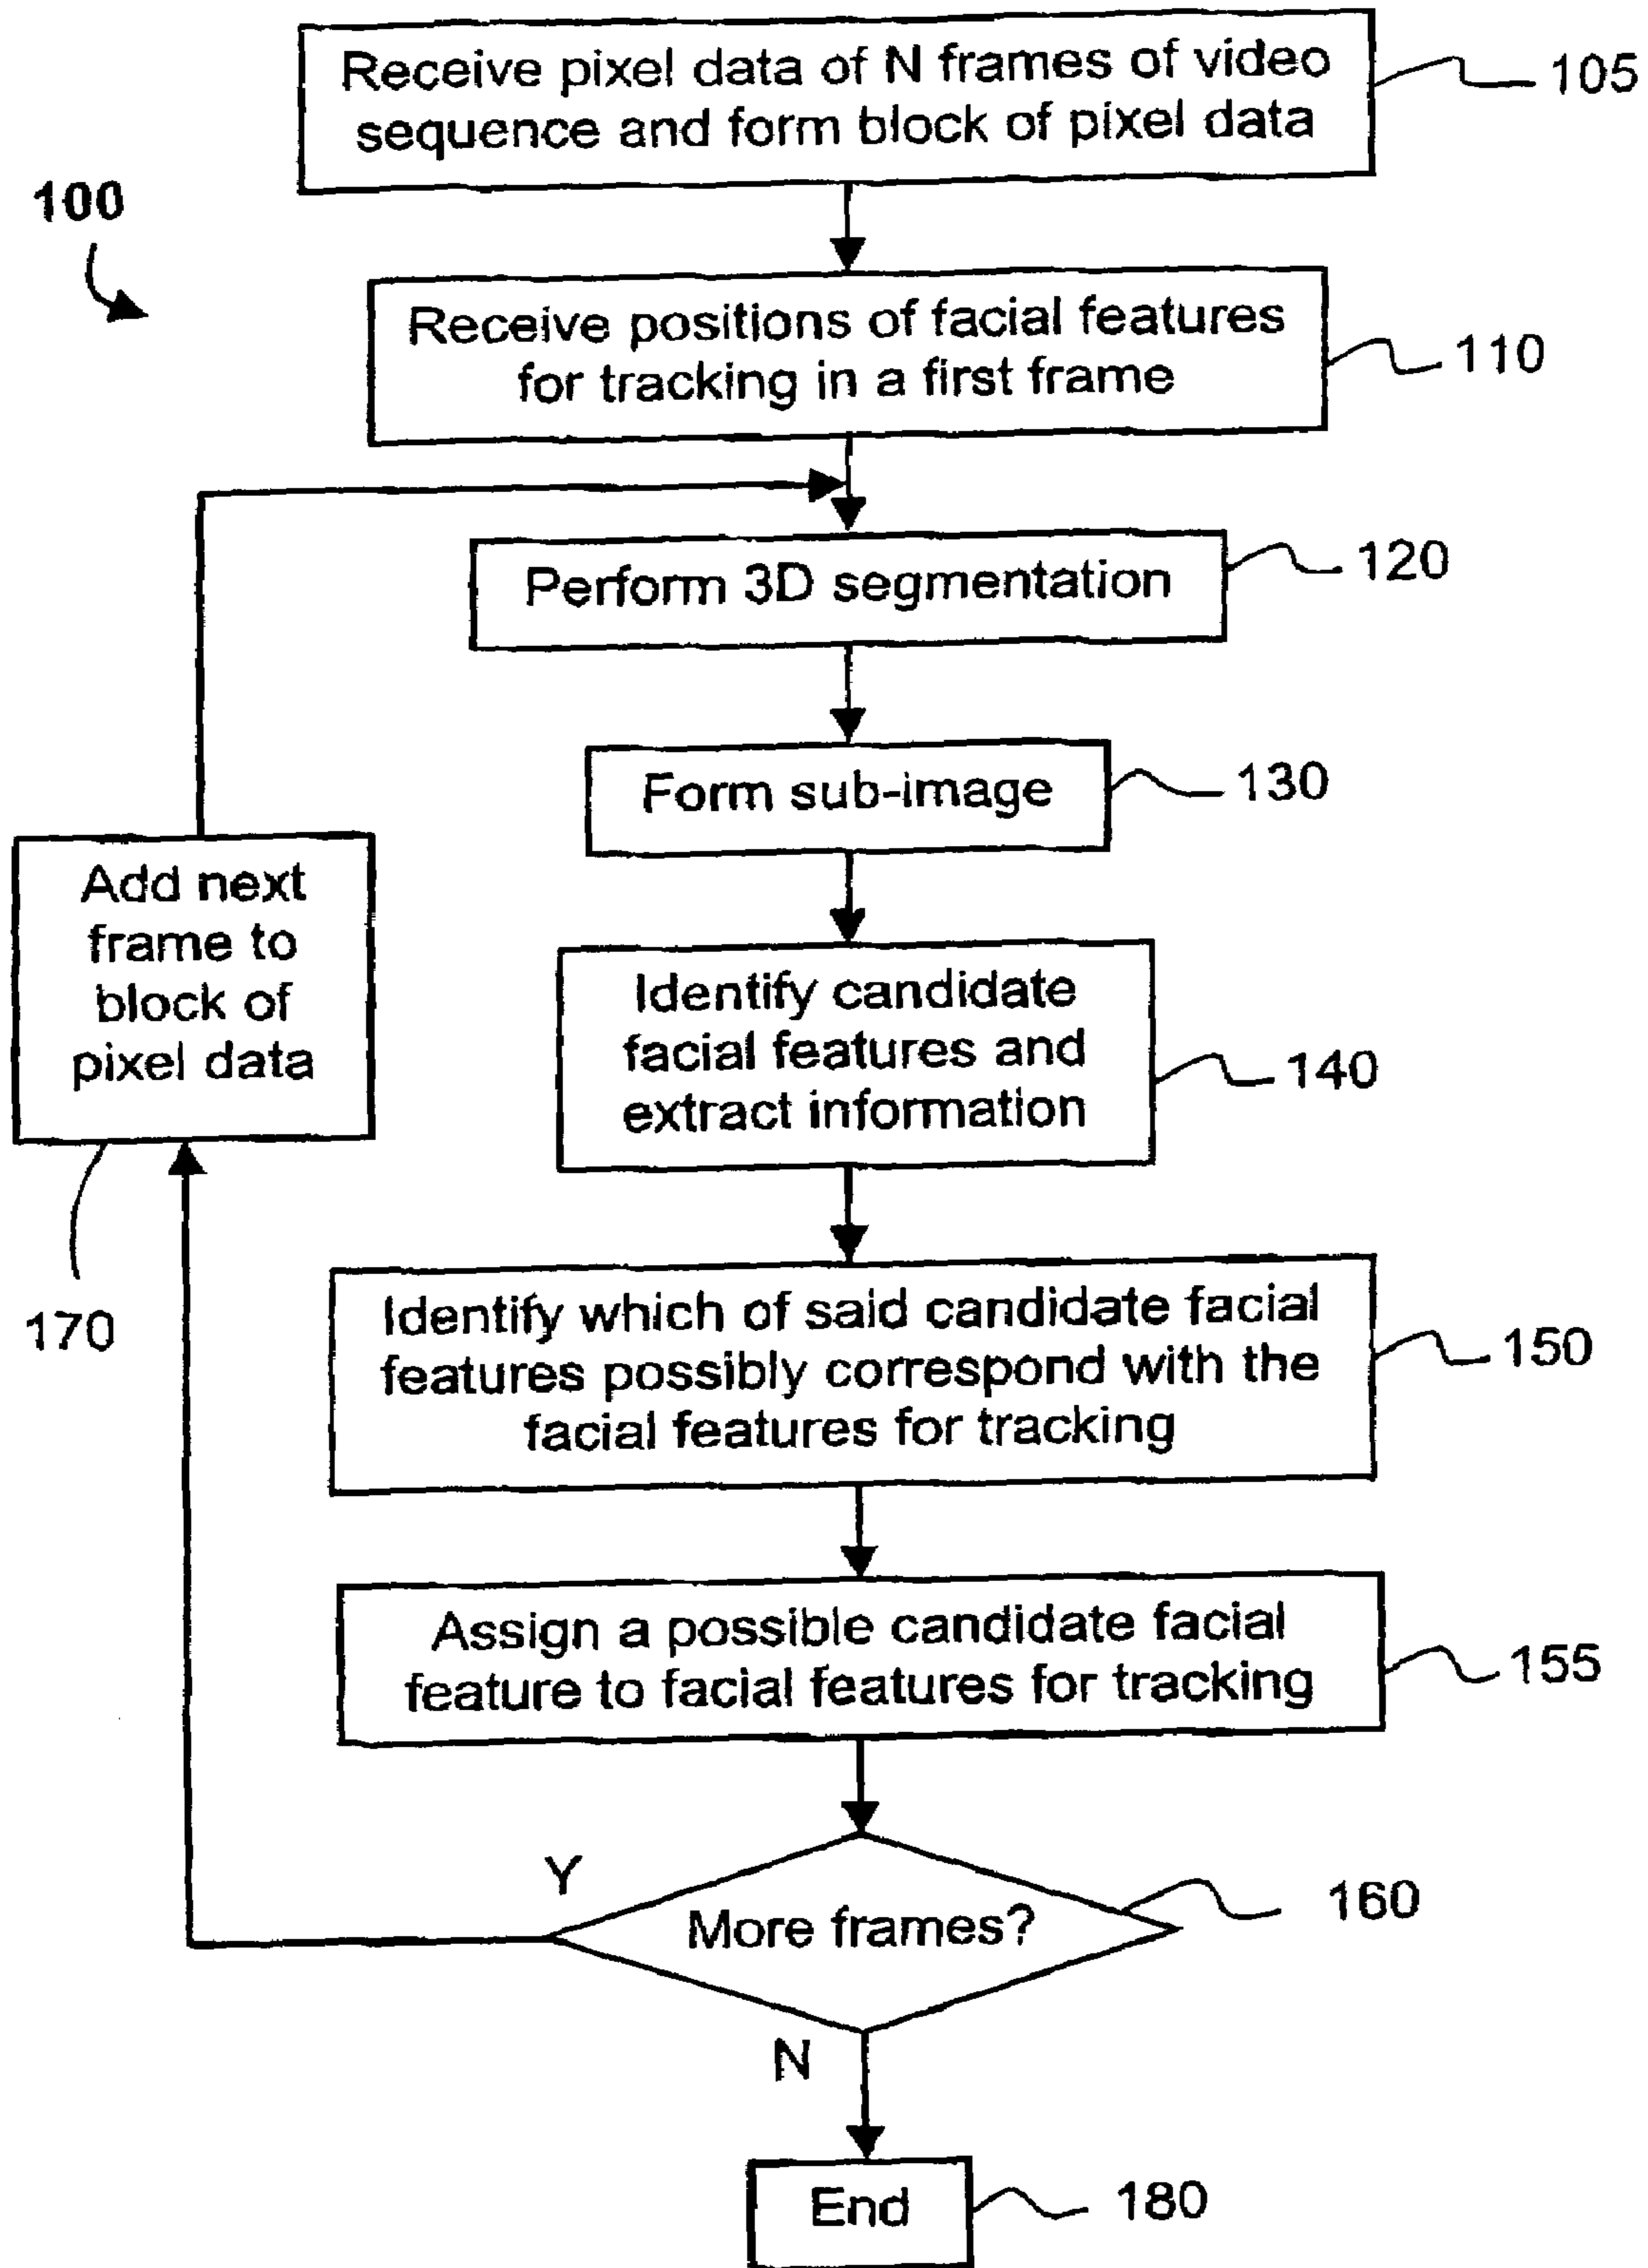 Receive pixel data of N frames of video
sequence and form block of pixel data
105
100
Receive positions of facial features
for tracking in a first frame
110
Perform 3D segmentation
120
Form sub-image
130
Add next
frame to
block of
pixel data
170
Identify candidate
facial features and
extract information
140
Identify which of said candidate facial
features possibly correspond with the
facial features for tracking
150
Assign a possible candidate facial
feature to facial features for tracking
155
Y
More frames?
160
N
End
180